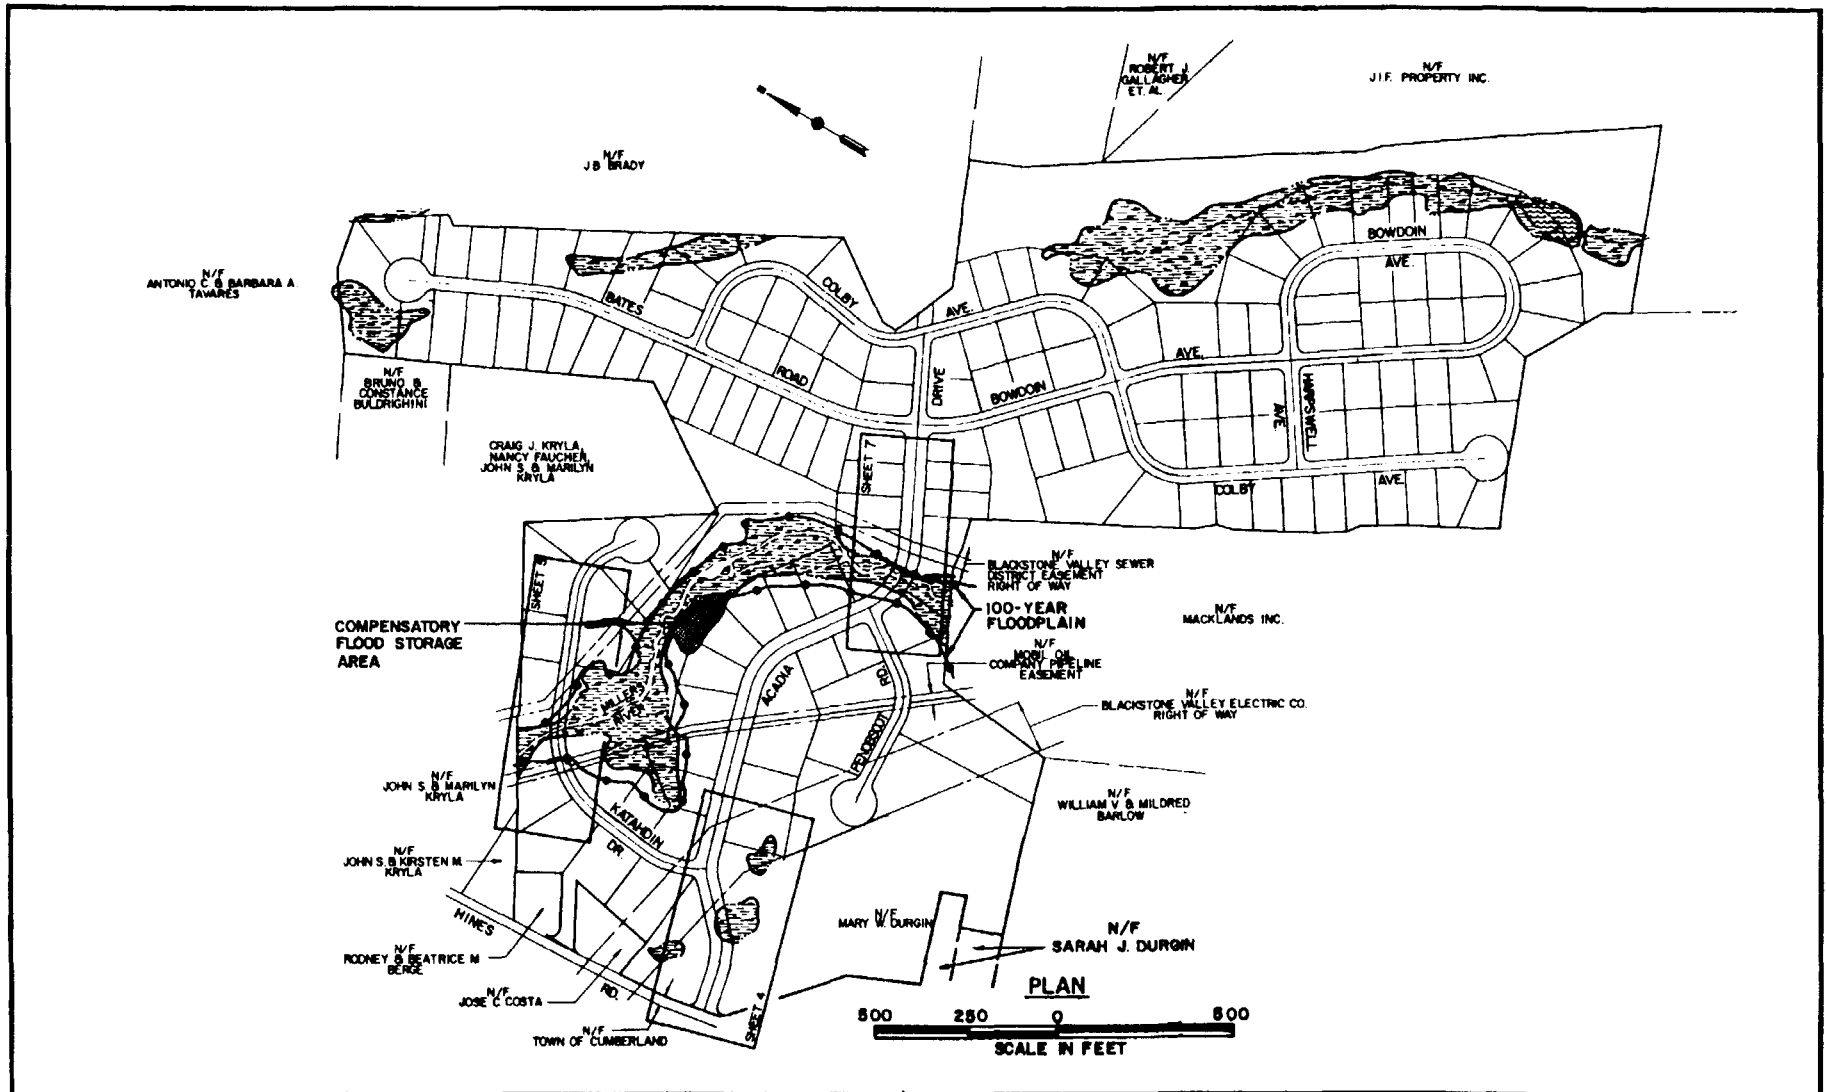 N/F
ROBERT J.
GALLAGHER
ET. AL.
N/F
J.I.F. PROPERTY INC.
N/F
J B BRADY
N/F
ANTONIO C. & BARBARA A.
TAVARES
BOWDOIN
AVE.
COLBY
AVE.
BATES
ROAD
DRIVE
BOWDOIN
AVE.
HARPSWELL
AVE.
COLBY
AVE.
N/F
BRUNO &
CONSTANCE
BULDRIGHINI
CRAIG J. KRYLA,
NANCY FAUCHER,
JOHN S. & MARILYN
KRYLA
SHEET 7
SHEET 5
N/F
BLACKSTONE VALLEY SEWER
DISTRICT EASEMENT
RIGHT OF WAY
100-YEAR
FLOODPLAIN
N/F
MACKLANDS INC.
COMPENSATORY
FLOOD STORAGE
AREA
N/F
MOBIL OIL
COMPANY PIPELINE
EASEMENT
MILLERS
RIVER
ACADIA
RD.
PENOBSCOT
N/F
BLACKSTONE VALLEY ELECTRIC CO.
RIGHT OF WAY
N/F
JOHN S. & MARILYN
KRYLA
KATAHDIN
DR.
N/F
WILLIAM V. & MILDRED
BARLOW
N/F
JOHN S. & KIRSTEN M.
KRYLA
HINES
RD.
N/F
MARY W. DURGIN
N/F
SARAH J. DURGIN
N/F
RODNEY & BEATRICE M
BERGE
N/F
JOSE C COSTA
N/F
TOWN OF CUMBERLAND
SHEET 4
PLAN
500 250 0 500
SCALE IN FEET